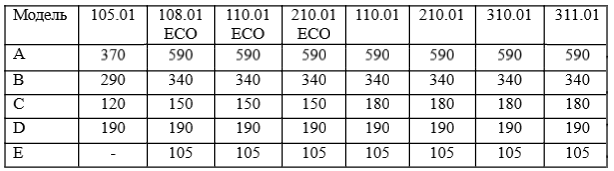 Модель 105.01 108.01 ECO 110.01 ECO 210.01 ECO 110.01 210.01 310.01 311.01
A 370 590 590 590 590 590 590 590
B 290 340 340 340 340 340 340 340
C 120 150 150 150 180 180 180 180
D 190 190 190 190 190 190 190 190
E - 105 105 105 105 105 105 105